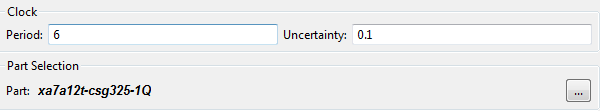 Clock
Period: 6 Uncertainty: 0.1
Part Selection
Part: xa7a12t-csg325-1Q ...